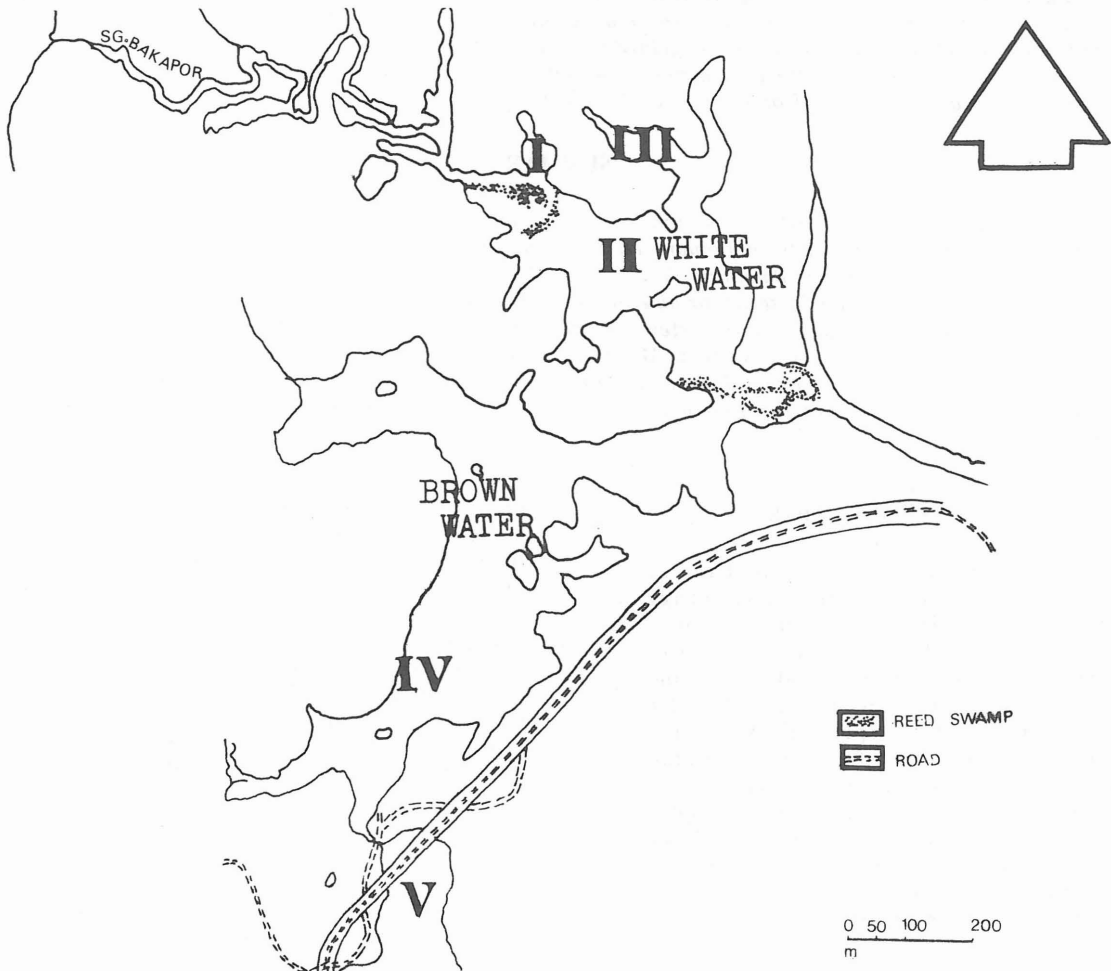 SG·BAKAPOR
I
III
II WHITE
WATER
BROWN
WATER
IV
REED SWAMP
ROAD
V
0 50 100 200
m